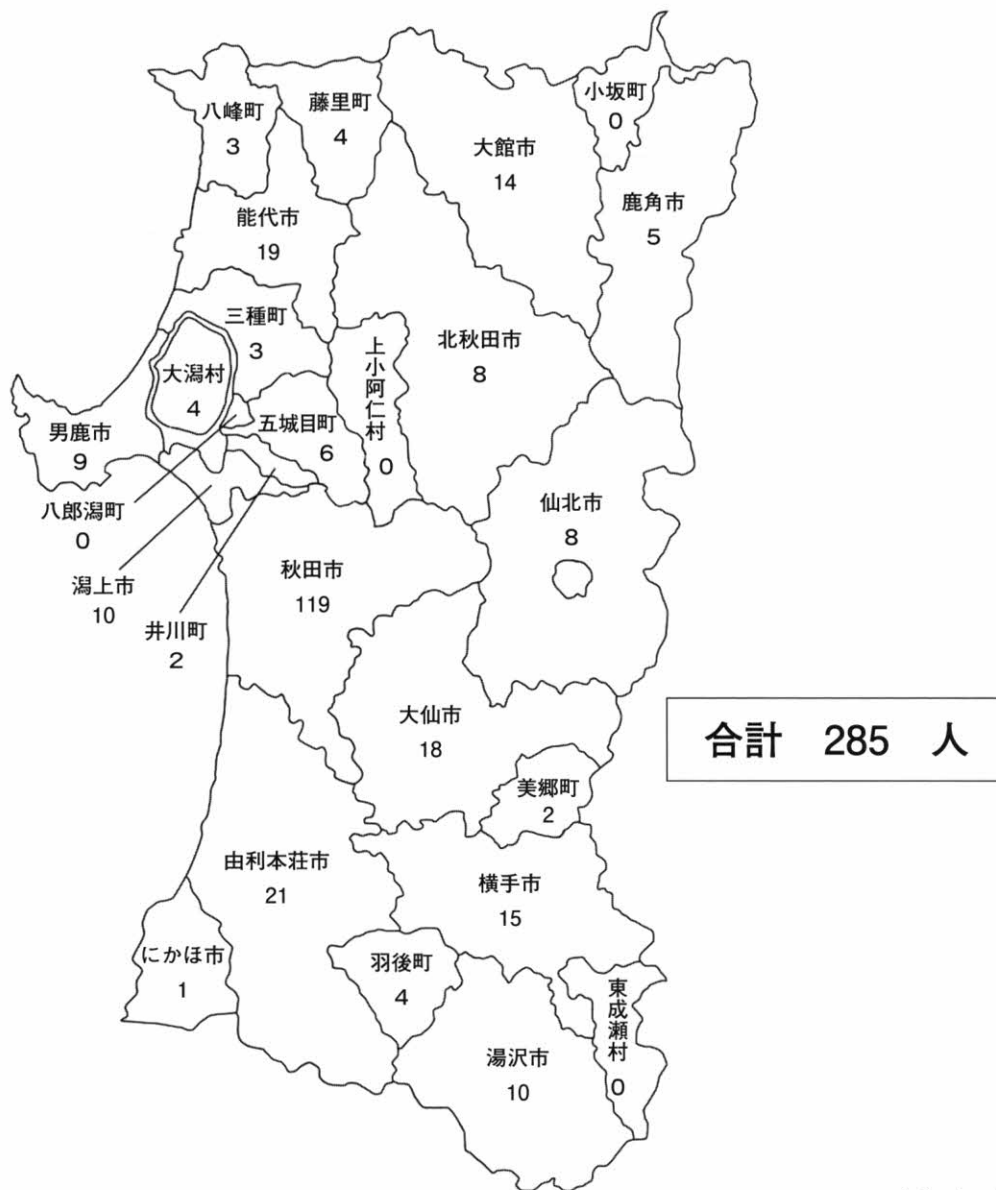 八峰町
3
藤里町
4
小坂町
0
大館市
14
鹿角市
5
能代市
19
三種町
3
北秋田市
8
上小阿仁村
0
大潟村
4
五城目町
6
男鹿市
9
八郎潟町
0
潟上市
10
井川町
2
秋田市
119
仙北市
8
大仙市
18
合計 285 人
美郷町
2
由利本荘市
21
横手市
15
にかほ市
1
羽後町
4
東成瀬村
0
湯沢市
10